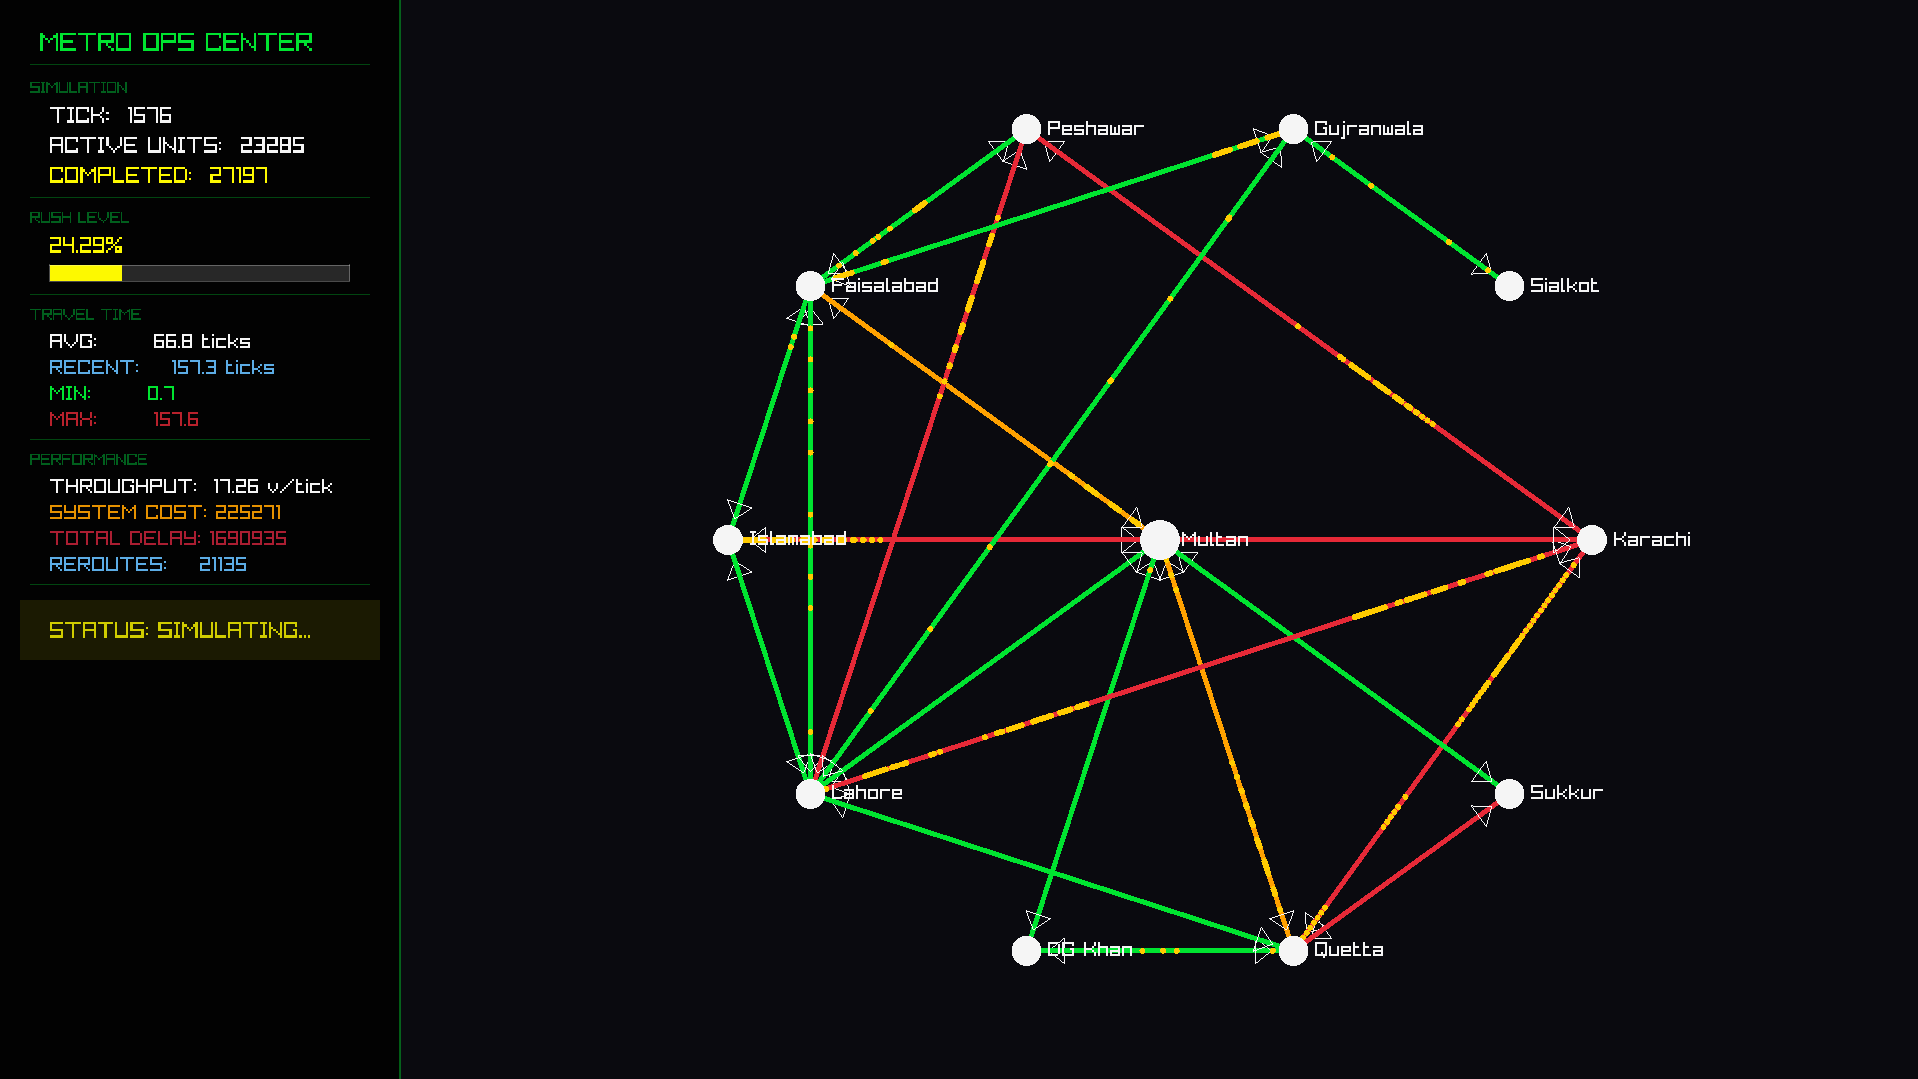 METRO OPS CENTER
SIMULATION
TICK: 1576
ACTIVE UNITS: 23285
COMPLETED: 27197
RUSH LEVEL
24.29%
TRAVEL TIME
AVG: 66.8 ticks
RECENT: 157.3 ticks
MIN: 0.7
MAX: 157.6
PERFORMANCE
THROUGHPUT: 17.26 v/tick
SYSTEM COST: 225271
TOTAL DELAY: 1690935
REROUTES: 21135
STATUS: SIMULATING...
Peshawar
Gujranwala
Faisalabad
Sialkot
Islamabad
Multan
Karachi
Lahore
Sukkur
DG Khan
Quetta